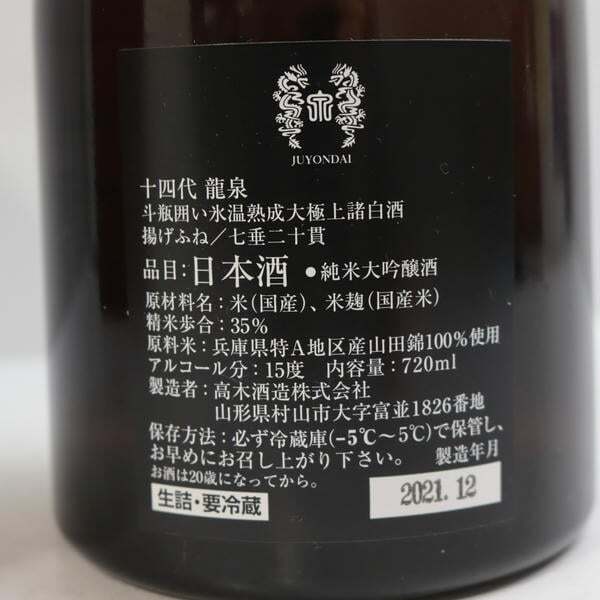 JUYONDAI
十四代 龍泉
斗瓶囲い氷温熟成大極上諸白酒
揚げふね/七垂二十貫
品目:日本酒 ●純米大吟醸酒
原材料名:米(国産)、米麹(国産米)
精米歩合:35%
原料米:兵庫県特A地区産山田錦100%使用
アルコール分:15度 内容量:720ml
製造者:高木酒造株式会社
山形県村山市大字富並1826番地
保存方法:必ず冷蔵庫(-5℃〜5℃)で保管し、
お早めにお召し上がり下さい。 製造年月
お酒は20歳になってから。
生詰・要冷蔵 2021.12